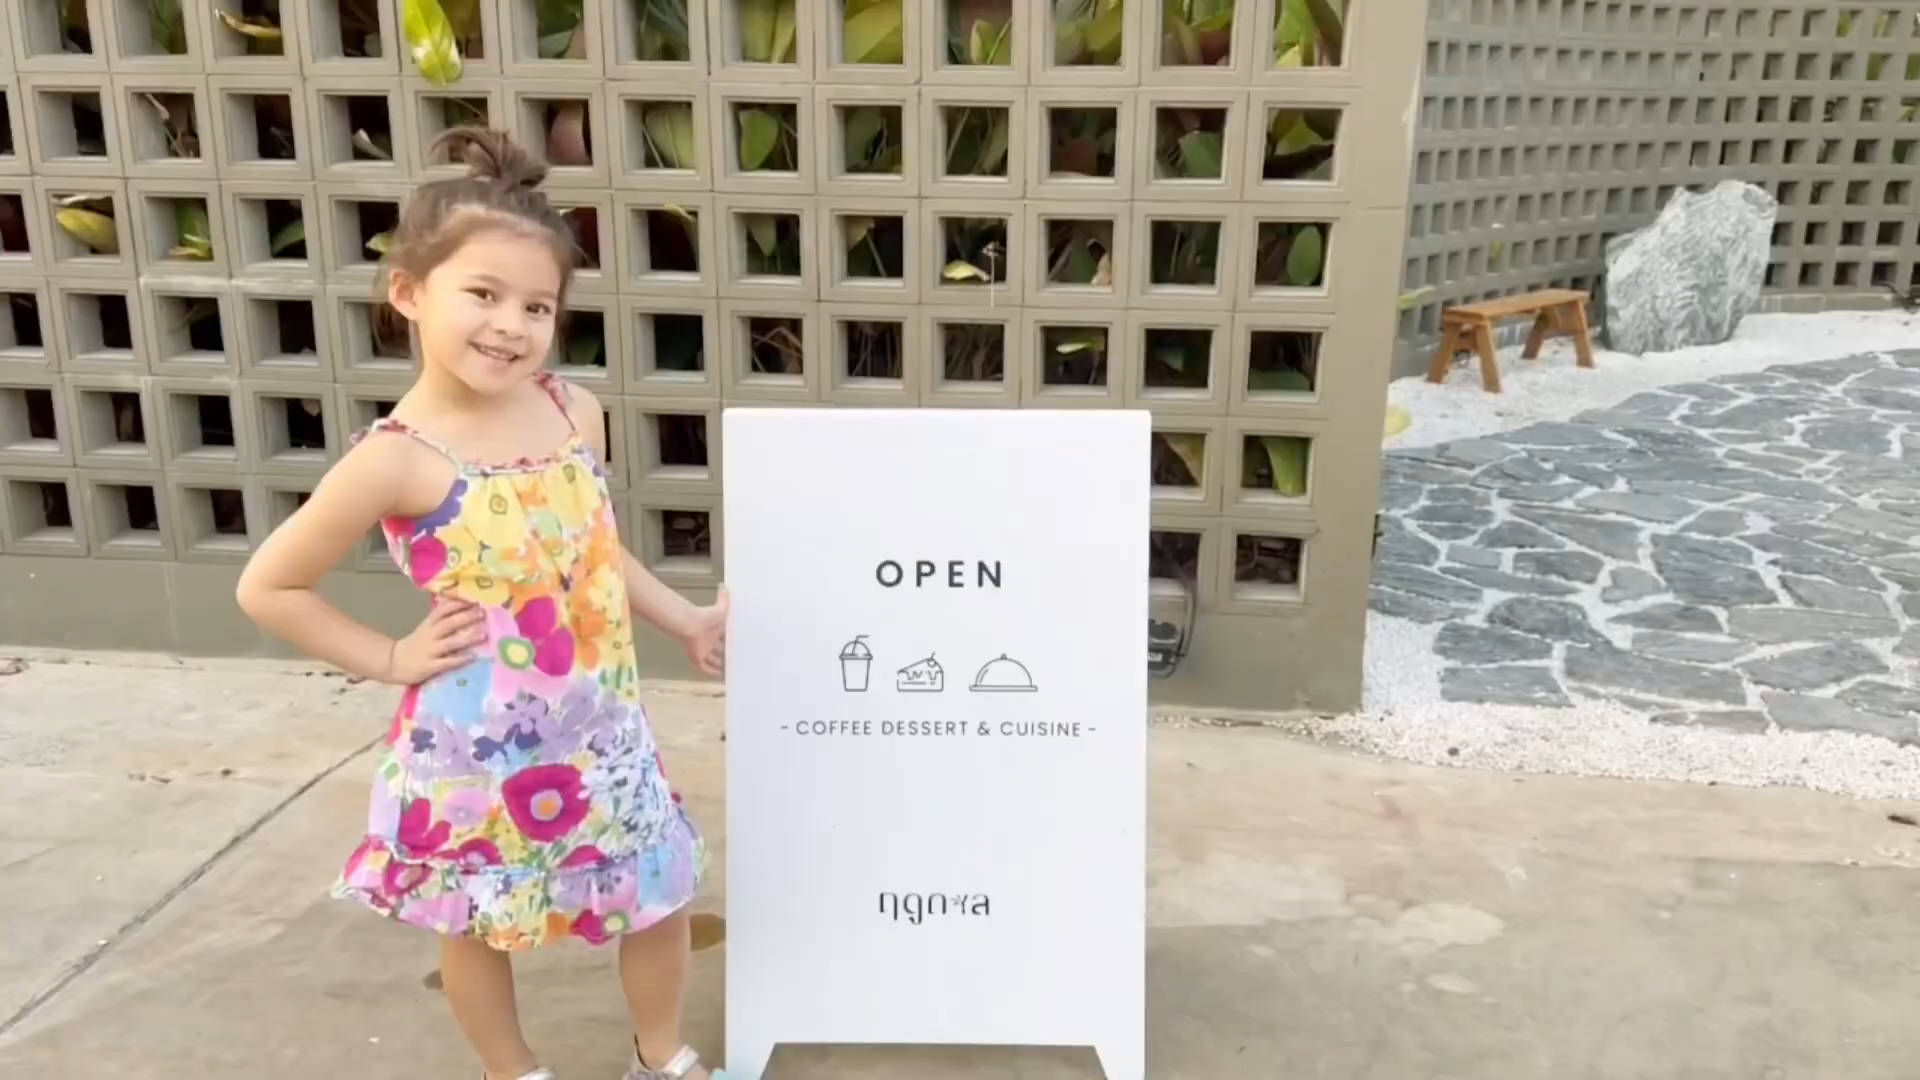 OPEN
- COFFEE DESSERT & CUISINE -